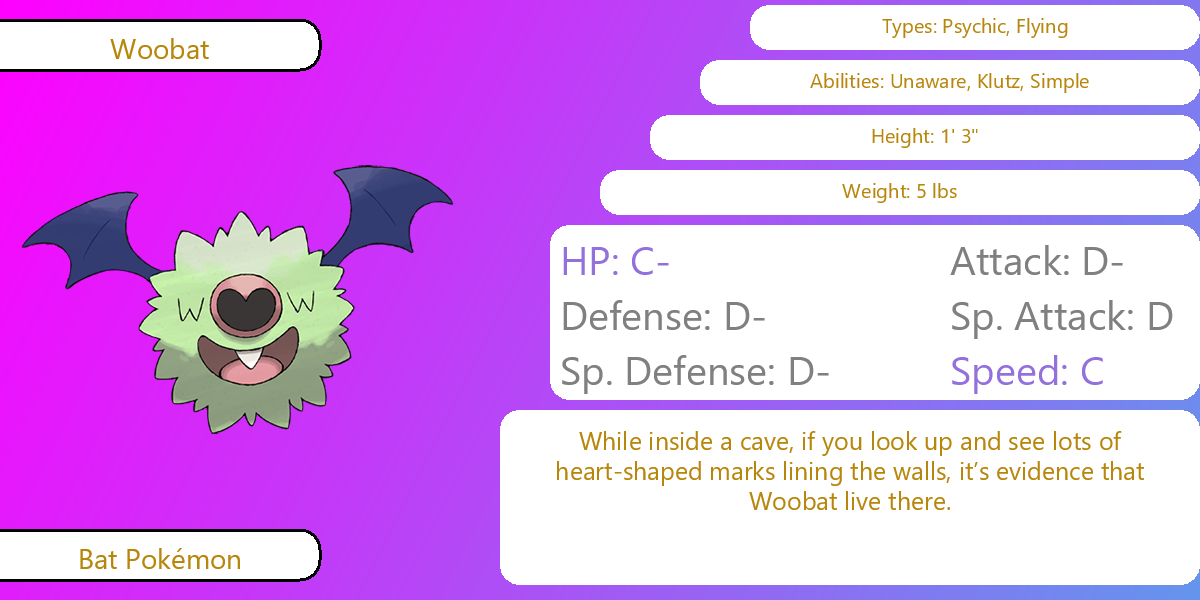 Woobat
Types: Psychic, Flying
Abilities: Unaware, Klutz, Simple
Height: 1' 3"
Weight: 5 lbs
HP: C-
Attack: D-
Defense: D-
Sp. Attack: D
Sp. Defense: D-
Speed: C
While inside a cave, if you look up and see lots of
heart-shaped marks lining the walls, it’s evidence that
Woobat live there.
Bat Pokémon